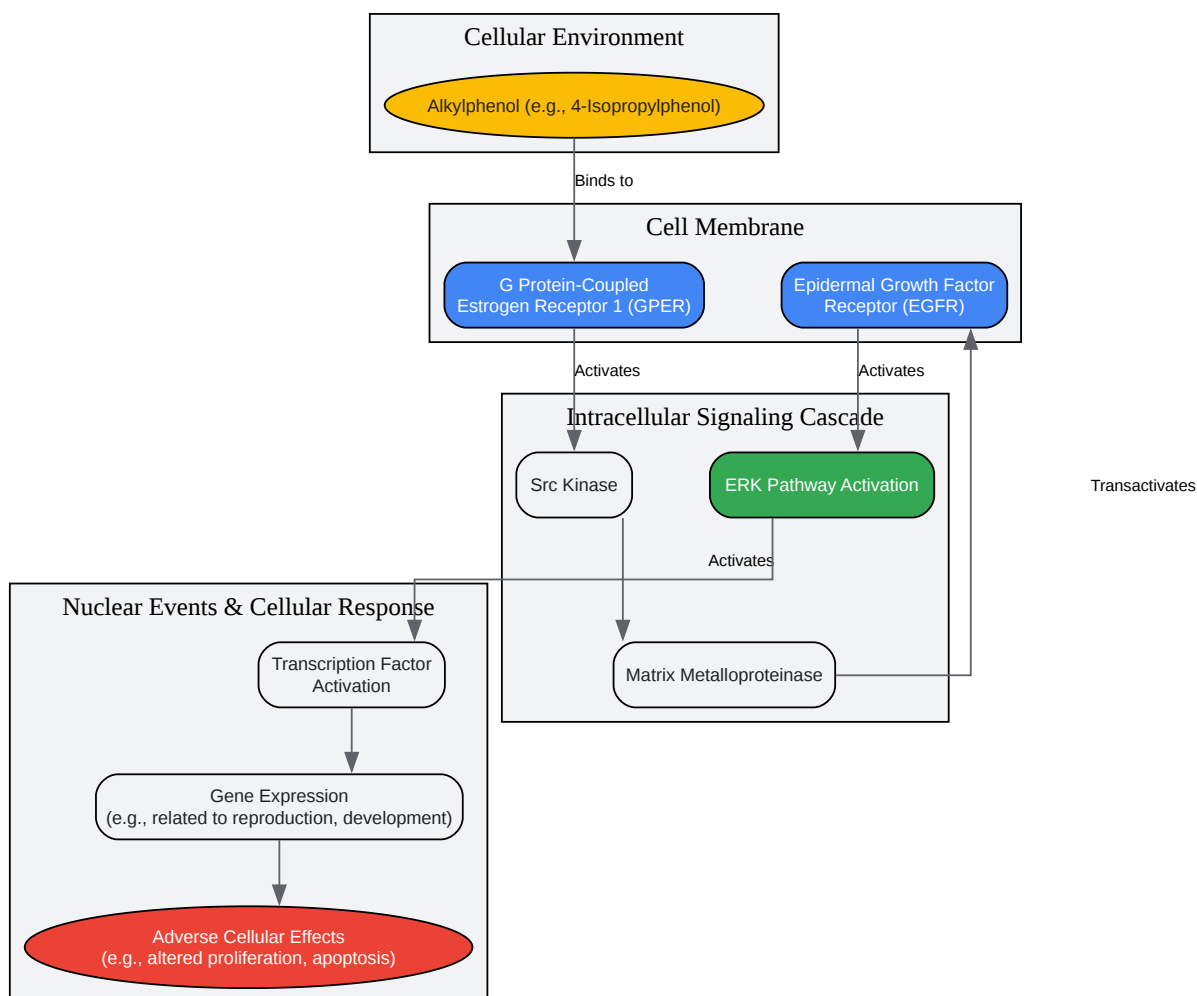 Cellular Environment
Alkylphenol (e.g., 4-Isopropylphenol)
Binds to
Cell Membrane
G Protein-Coupled
Estrogen Receptor 1 (GPER)
Epidermal Growth Factor
Receptor (EGFR)
Activates
Activates
Intracellular Signaling Cascade
Src Kinase
ERK Pathway Activation
Transactivates
Activates
Nuclear Events & Cellular Response
Transcription Factor
Activation
Matrix Metalloproteinase
Gene Expression
(e.g., related to reproduction, development)
Adverse Cellular Effects
(e.g., altered proliferation, apoptosis)